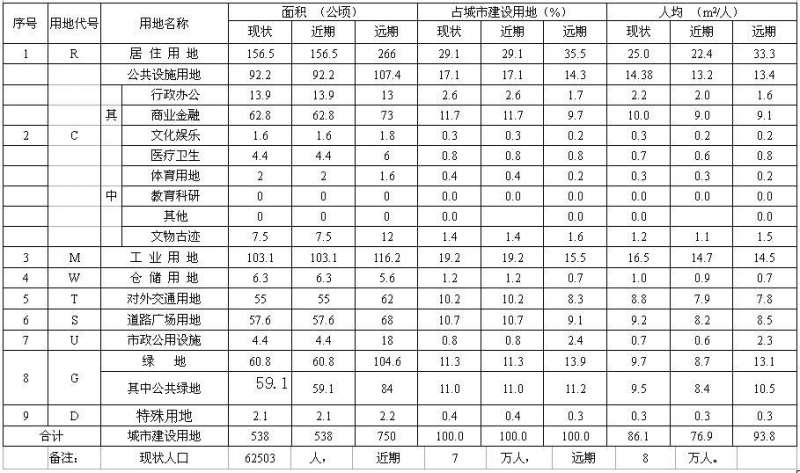 序号 用地代号 用地名称 面积 (公顷) 占城市建设用地(%) 人均 (m²/人)
现状 近期 远期 现状 近期 远期 现状 近期 远期
1 R 居住用地 156.5 156.5 266 29.1 29.1 35.5 25.0 22.4 33.3
公共设施用地 92.2 92.2 107.4 17.1 17.1 14.3 14.38 13.2 13.4
行政办公 13.9 13.9 13 2.6 2.6 1.7 2.2 2.0 1.6
其 商业金融 62.8 62.8 73 11.7 11.7 9.7 10.0 9.0 9.1
2 C 文化娱乐 1.6 1.6 1.8 0.3 0.3 0.2 0.3 0.2 0.2
医疗卫生 4.4 4.4 6 0.8 0.8 0.8 0.7 0.6 0.8
体育用地 2 2 1.6 0.4 0.4 0.2 0.3 0.3 0.2
中 教育科研 0 0 0 0.0 0.0 0.0 0.0 0.0 0.0
其他 0 0 0 0.0 0.0
文物古迹 7.5 7.5 12 1.4 1.4 1.6 1.2 1.1 1.5
3 M 工业用地 103.1 103.1 116.2 19.2 19.2 15.5 16.5 14.7 14.5
4 W 仓储用地 6.3 6.3 5.6 1.2 1.2 0.7 1.0 0.9 0.7
5 T 对外交通用地 55 55 62 10.2 10.2 8.3 8.8 7.9 7.8
6 S 道路广场用地 57.6 57.6 68 10.7 10.7 9.1 9.2 8.2 8.5
7 U 市政公用设施 4.4 4.4 18 0.8 0.8 2.4 0.7 0.6 2.3
8 G 绿地 60.8 60.8 104.6 11.3 11.3 13.9 9.7 8.7 13.1
其中公共绿地 59.1 59.1 84 11.0 11.0 11.2 9.5 8.4 10.5
9 D 特殊用地 2.1 2.1 2.2 0.4 0.4 0.3 0.3 0.3 0.3
合计 城市建设用地 538 538 750 100.0 100.0 100.0 86.1 76.9 93.8
备注: 现状人口 62503 人, 近期 7 万人, 远期 8 万人。